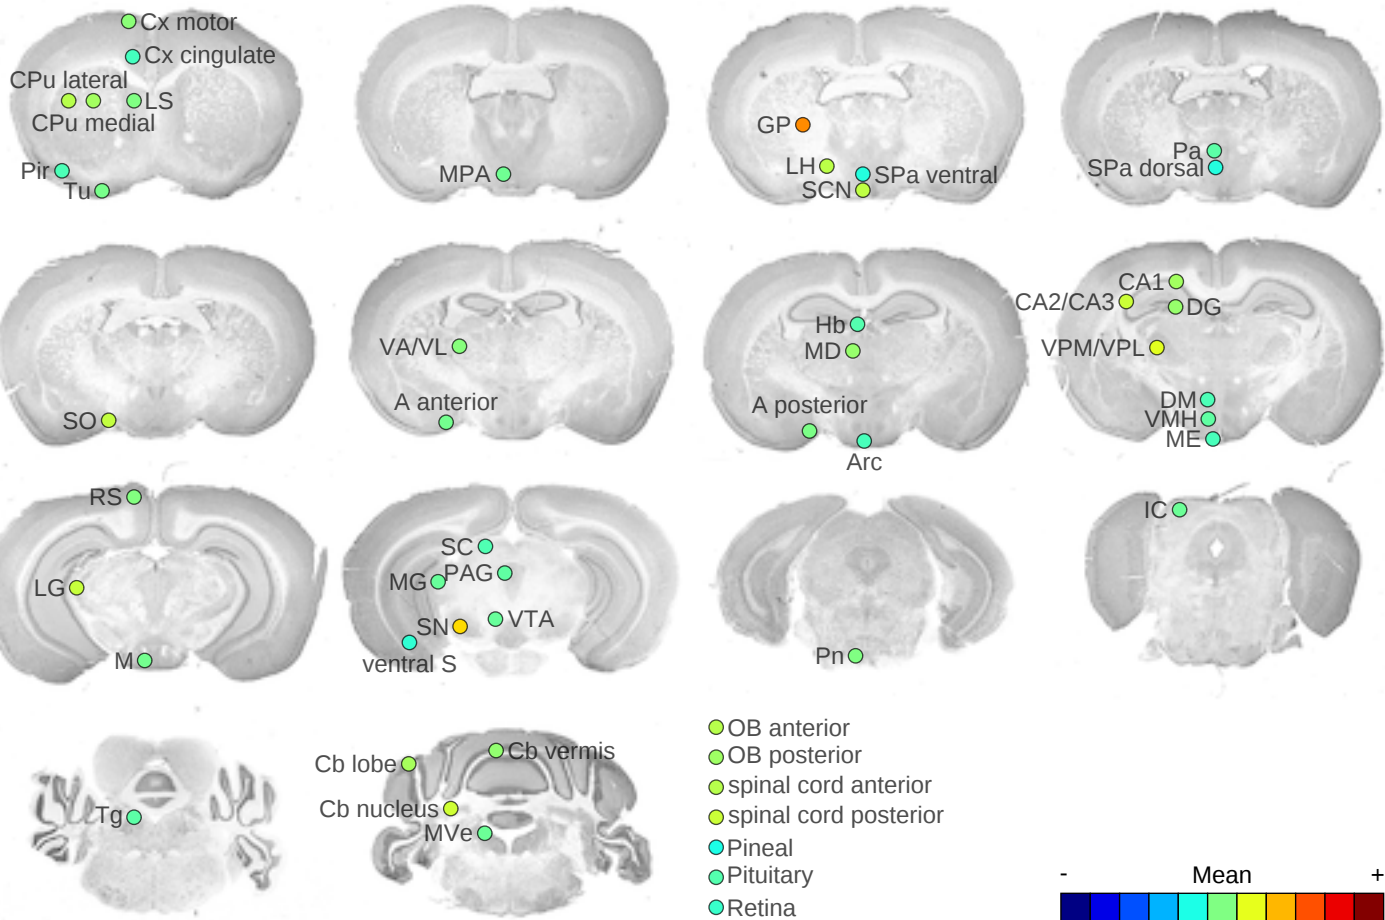 Cx motor
Cx cingulate
CPu lateral
LS
CPu medial
Pir
Tu
MPA
GP
LH
SPa ventral
SCN
Pa
SPa dorsal
SO
VA/VL
A anterior
Hb
MD
A posterior
Arc
CA1
CA2/CA3
DG
VPM/VPL
DM
VMH
ME
RS
LG
M
SC
PAG
MG
VTA
SN
ventral S
Pn
IC
Tg
Cb vermis
Cb lobe
Cb nucleus
MVe
OB anterior
OB posterior
spinal cord anterior
spinal cord posterior
Pineal
Pituitary
Retina
- Mean +